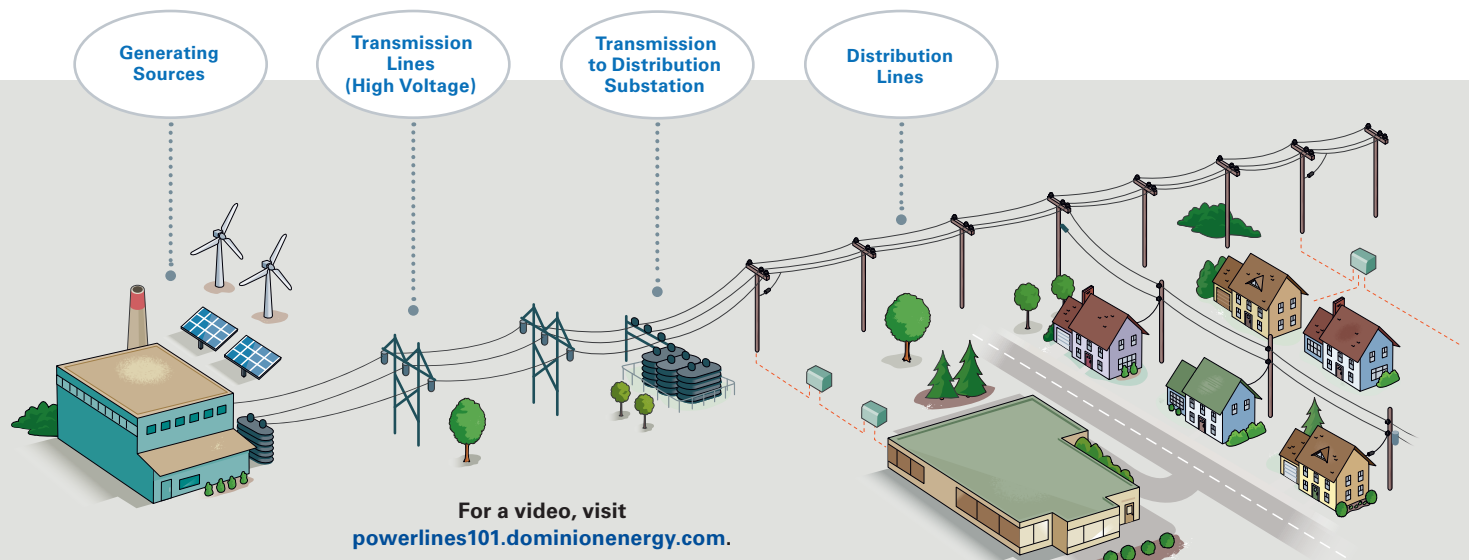 Generating
Sources
Transmission
Lines
(High Voltage)
Transmission
to Distribution
Substation
Distribution
Lines
For a video, visit
powerlines101.dominionenergy.com.